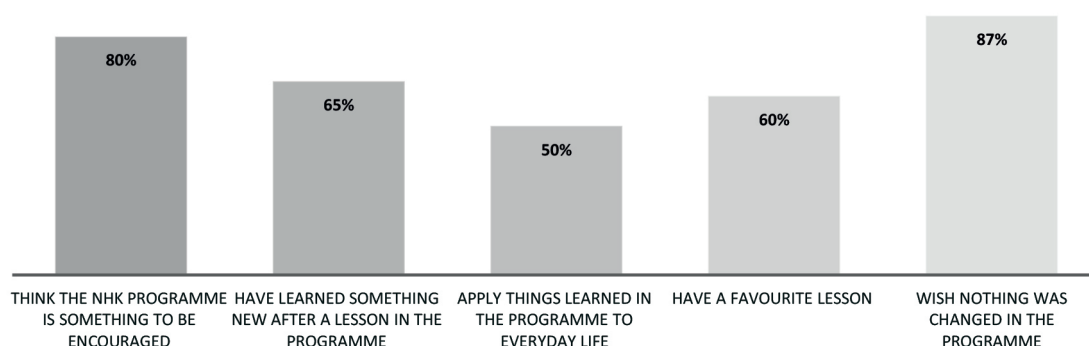 80%
65%
50%
60%
87%
THINK THE NHK PROGRAMME
IS SOMETHING TO BE
ENCOURAGED
HAVE LEARNED SOMETHING
NEW AFTER A LESSON IN THE
PROGRAMME
APPLY THINGS LEARNED IN
THE PROGRAMME TO
EVERYDAY LIFE
HAVE A FAVOURITE LESSON
WISH NOTHING WAS
CHANGED IN THE
PROGRAMME